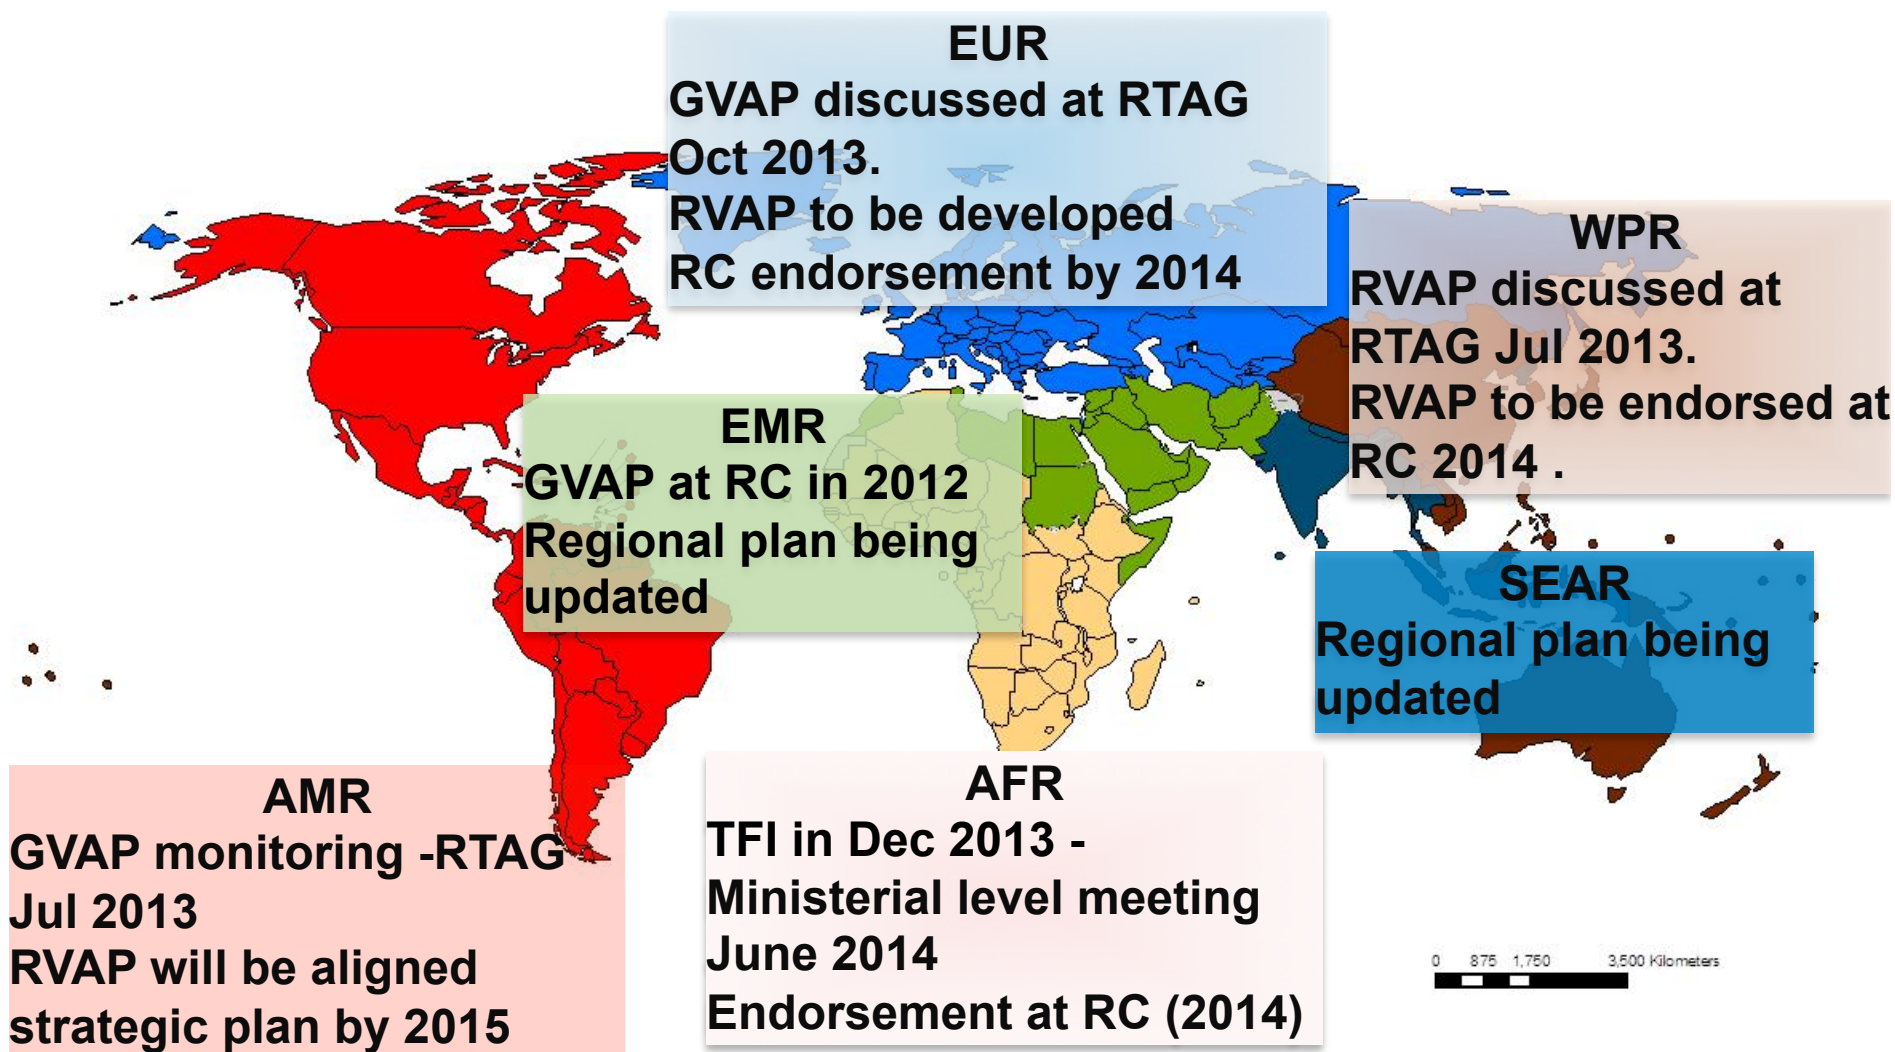 EUR
GVAP discussed at RTAG
Oct 2013.
RVAP to be developed
RC endorsement by 2014
WPR
RVAP discussed at
RTAG Jul 2013.
RVAP to be endorsed at
RC 2014 .
EMR
GVAP at RC in 2012
Regional plan being
updated
SEAR
Regional plan being
updated
AMR
GVAP monitoring -RTAG
Jul 2013
RVAP will be aligned
strategic plan by 2015
AFR
TFI in Dec 2013 -
Ministerial level meeting
June 2014
Endorsement at RC (2014)
0 875 1,750 3,500 Kilometers